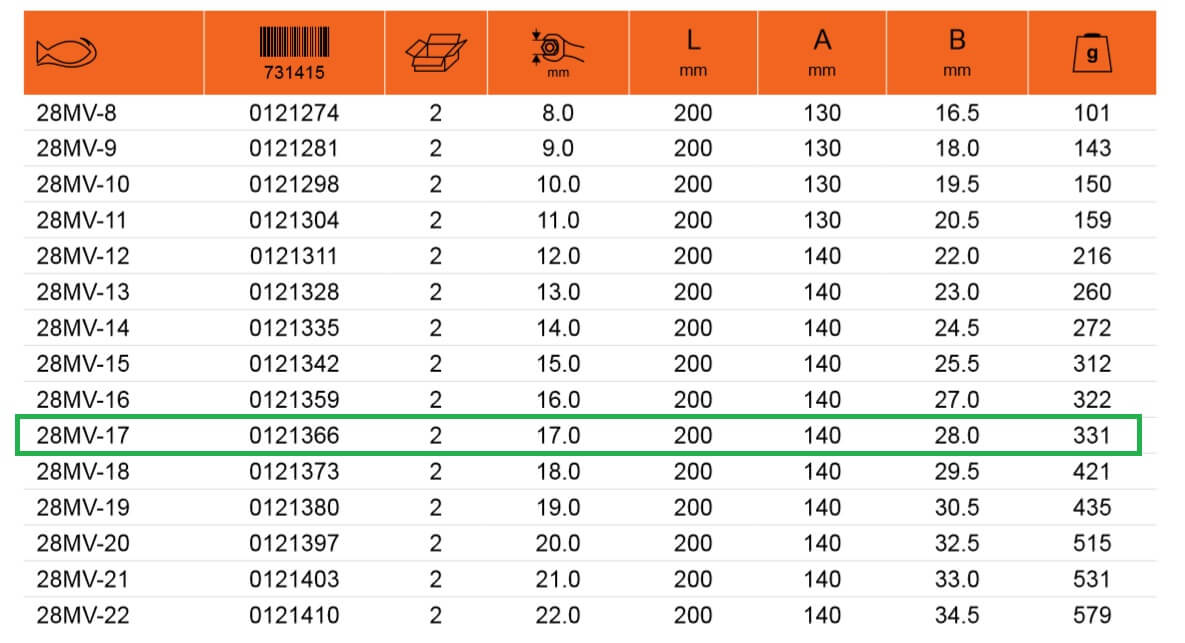 731415 mm L mm A mm B mm g
28MV-8 0121274 2 8.0 200 130 16.5 101
28MV-9 0121281 2 9.0 200 130 18.0 143
28MV-10 0121298 2 10.0 200 130 19.5 150
28MV-11 0121304 2 11.0 200 130 20.5 159
28MV-12 0121311 2 12.0 200 140 22.0 216
28MV-13 0121328 2 13.0 200 140 23.0 260
28MV-14 0121335 2 14.0 200 140 24.5 272
28MV-15 0121342 2 15.0 200 140 25.5 312
28MV-16 0121359 2 16.0 200 140 27.0 322
28MV-17 0121366 2 17.0 200 140 28.0 331
28MV-18 0121373 2 18.0 200 140 29.5 421
28MV-19 0121380 2 19.0 200 140 30.5 435
28MV-20 0121397 2 20.0 200 140 32.5 515
28MV-21 0121403 2 21.0 200 140 33.0 531
28MV-22 0121410 2 22.0 200 140 34.5 579